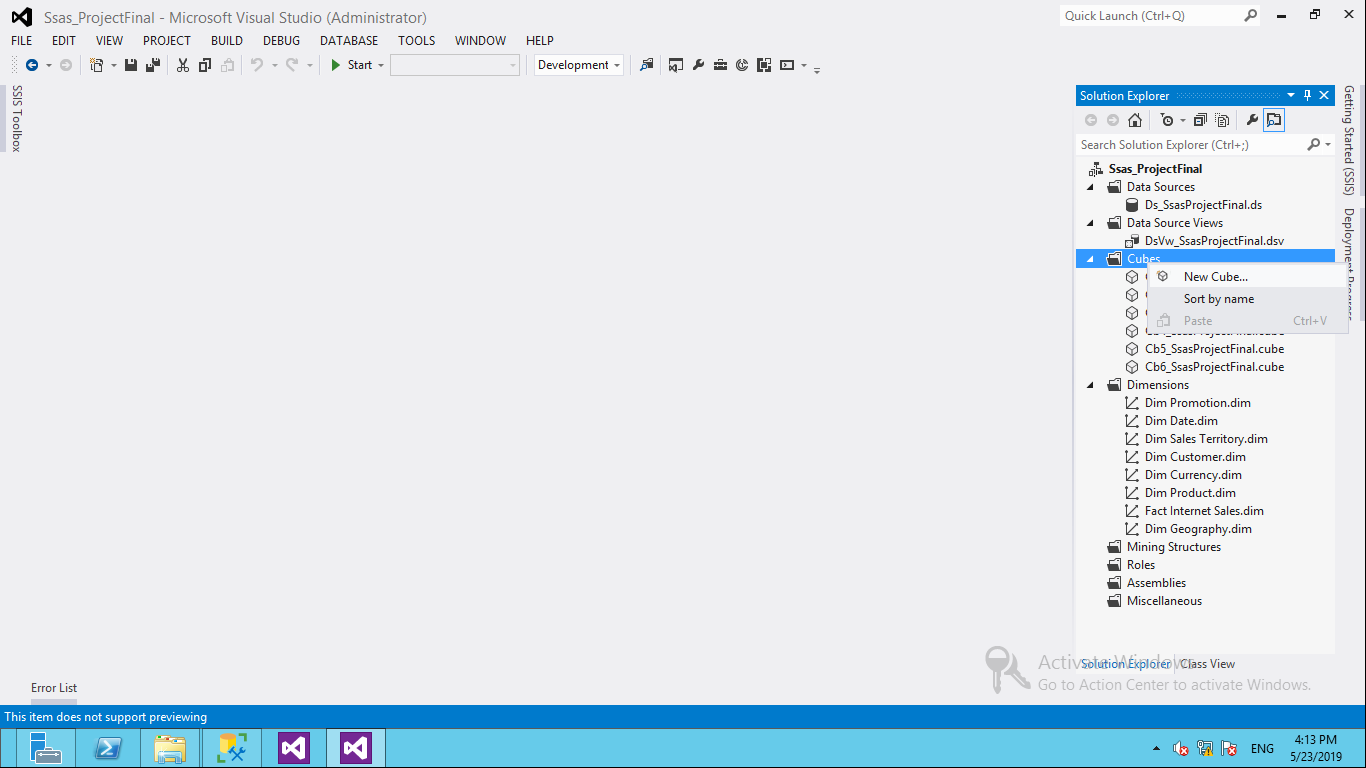 Ssas_ProjectFinal - Microsoft Visual Studio (Administrator)
Quick Launch (Ctrl+Q)
FILE EDIT VIEW PROJECT BUILD DEBUG DATABASE TOOLS WINDOW HELP
Start
Development
SSIS Toolbox
Solution Explorer
Search Solution Explorer (Ctrl+;)
Ssas_ProjectFinal
Data Sources
Ds_SsasProjectFinal.ds
Data Source Views
DsVw_SsasProjectFinal.dsv
Cubes
New Cube...
Sort by name
Paste Ctrl+V
Cb5_SsasProjectFinal.cube
Cb6_SsasProjectFinal.cube
Dimensions
Dim Promotion.dim
Dim Date.dim
Dim Sales Territory.dim
Dim Customer.dim
Dim Currency.dim
Dim Product.dim
Fact Internet Sales.dim
Dim Geography.dim
Mining Structures
Roles
Assemblies
Miscellaneous
Getting Started (SSIS)
Deployment Progress
Activate Windows
Go to Action Center to activate Windows.
Solution Explorer Class View
Error List
This item does not support previewing
ENG
4:13 PM
5/23/2019